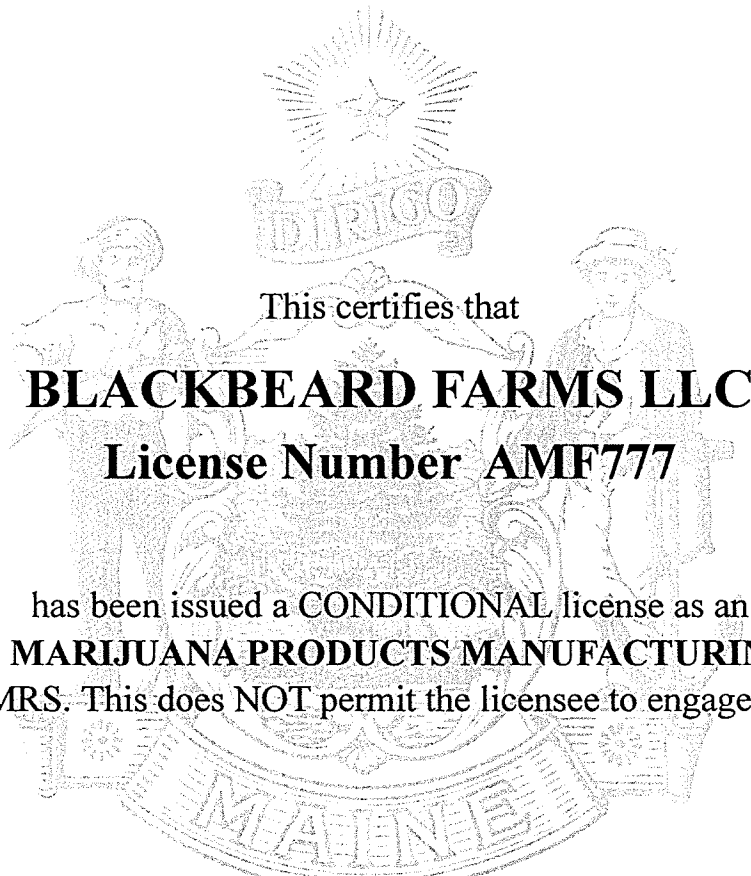 DIRIGO
This certifies that
BLACKBEARD FARMS LLC
License Number AMF777
has been issued a CONDITIONAL license as an
MARIJUANA PRODUCTS MANUFACTURIN
MRS. This does NOT permit the licensee to engage
MAINE